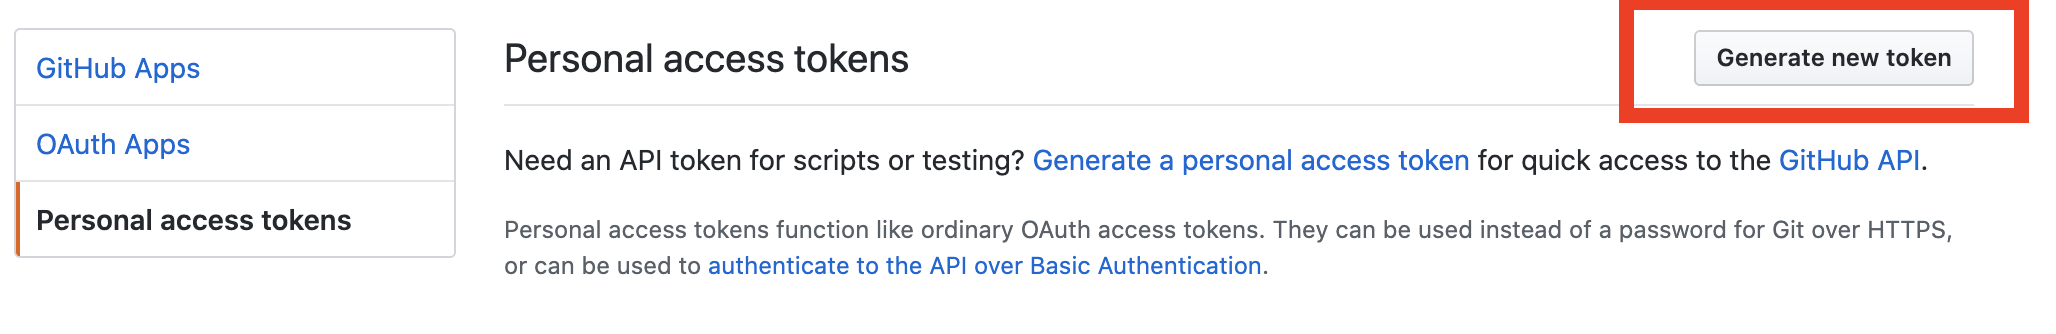 GitHub Apps
OAuth Apps
Personal access tokens
Personal access tokens
Generate new token
Need an API token for scripts or testing? Generate a personal access token for quick access to the GitHub API.
Personal access tokens function like ordinary OAuth access tokens. They can be used instead of a password for Git over HTTPS,
or can be used to authenticate to the API over Basic Authentication.